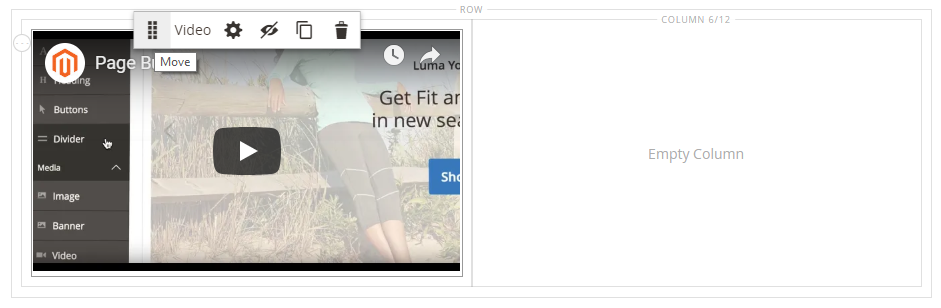 ROW
COLUMN 6/12
Video
Move
Page Bu
Luma Yo
Heading
Get Fit ar
in new sea
Buttons
Divider
Media
Sho
Image
Banner
Video
Empty Column